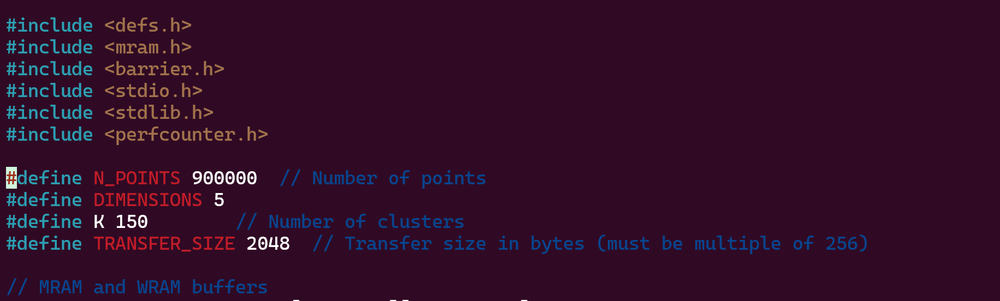 #include <defs.h>
#include <mram.h>
#include <barrier.h>
#include <stdio.h>
#include <stdlib.h>
#include <perfcounter.h>
#define N_POINTS 900000  // Number of points
#define DIMENSIONS 5
#define K 150        // Number of clusters
#define TRANSFER_SIZE 2048  // Transfer size in bytes (must be multiple of 256)
// MRAM and WRAM buffers